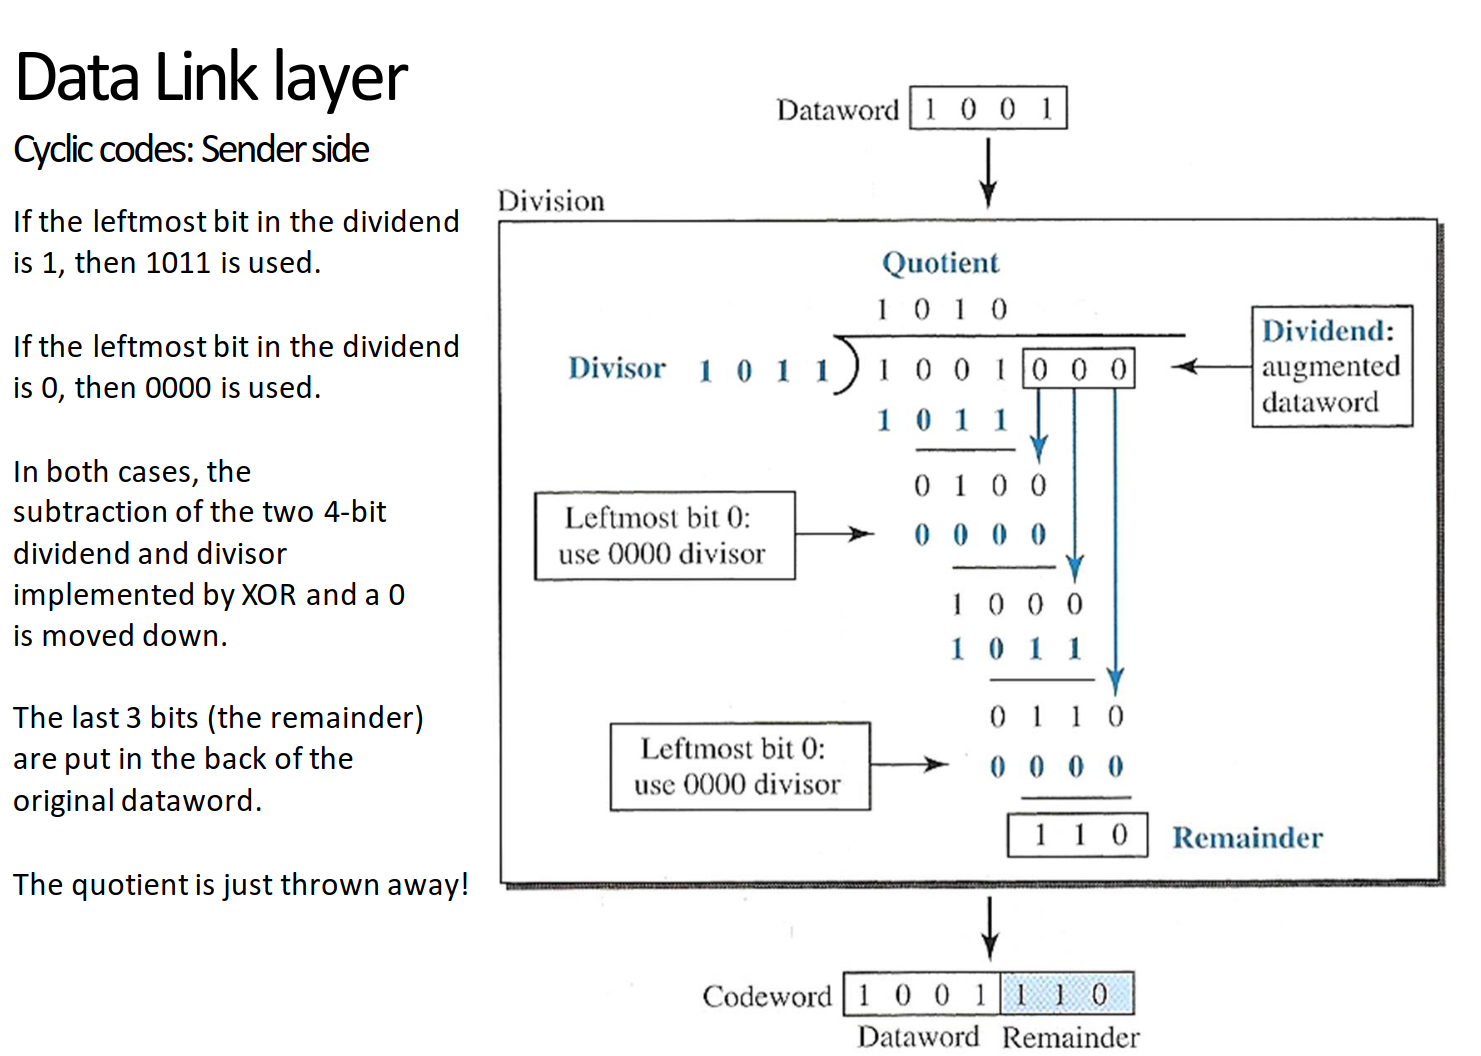 Data Link layer
Cyclic codes: Sender side
If the leftmost bit in the dividend
is 1, then 1011 is used.
If the leftmost bit in the dividend
is 0, then 0000 is used.
In both cases, the
subtraction of the two 4-bit
dividend and divisor
implemented by XOR and a 0
is moved down.
The last 3 bits (the remainder)
are put in the back of the
original dataword.
The quotient is just thrown away!
Dataword 1 0 0 1
Division
Quotient
1 0 1 0
Divisor 1 0 1 1 1 0 0 1 0 0 0
Dividend:
augmented
dataword
1 0 1 1
0 1 0 0
Leftmost bit 0:
use 0000 divisor
0 0 0 0
1 0 0 0
1 0 1 1
0 1 1 0
Leftmost bit 0:
use 0000 divisor
0 0 0 0
1 1 0 Remainder
Codeword 1 0 0 1 1 1 0
Dataword Remainder